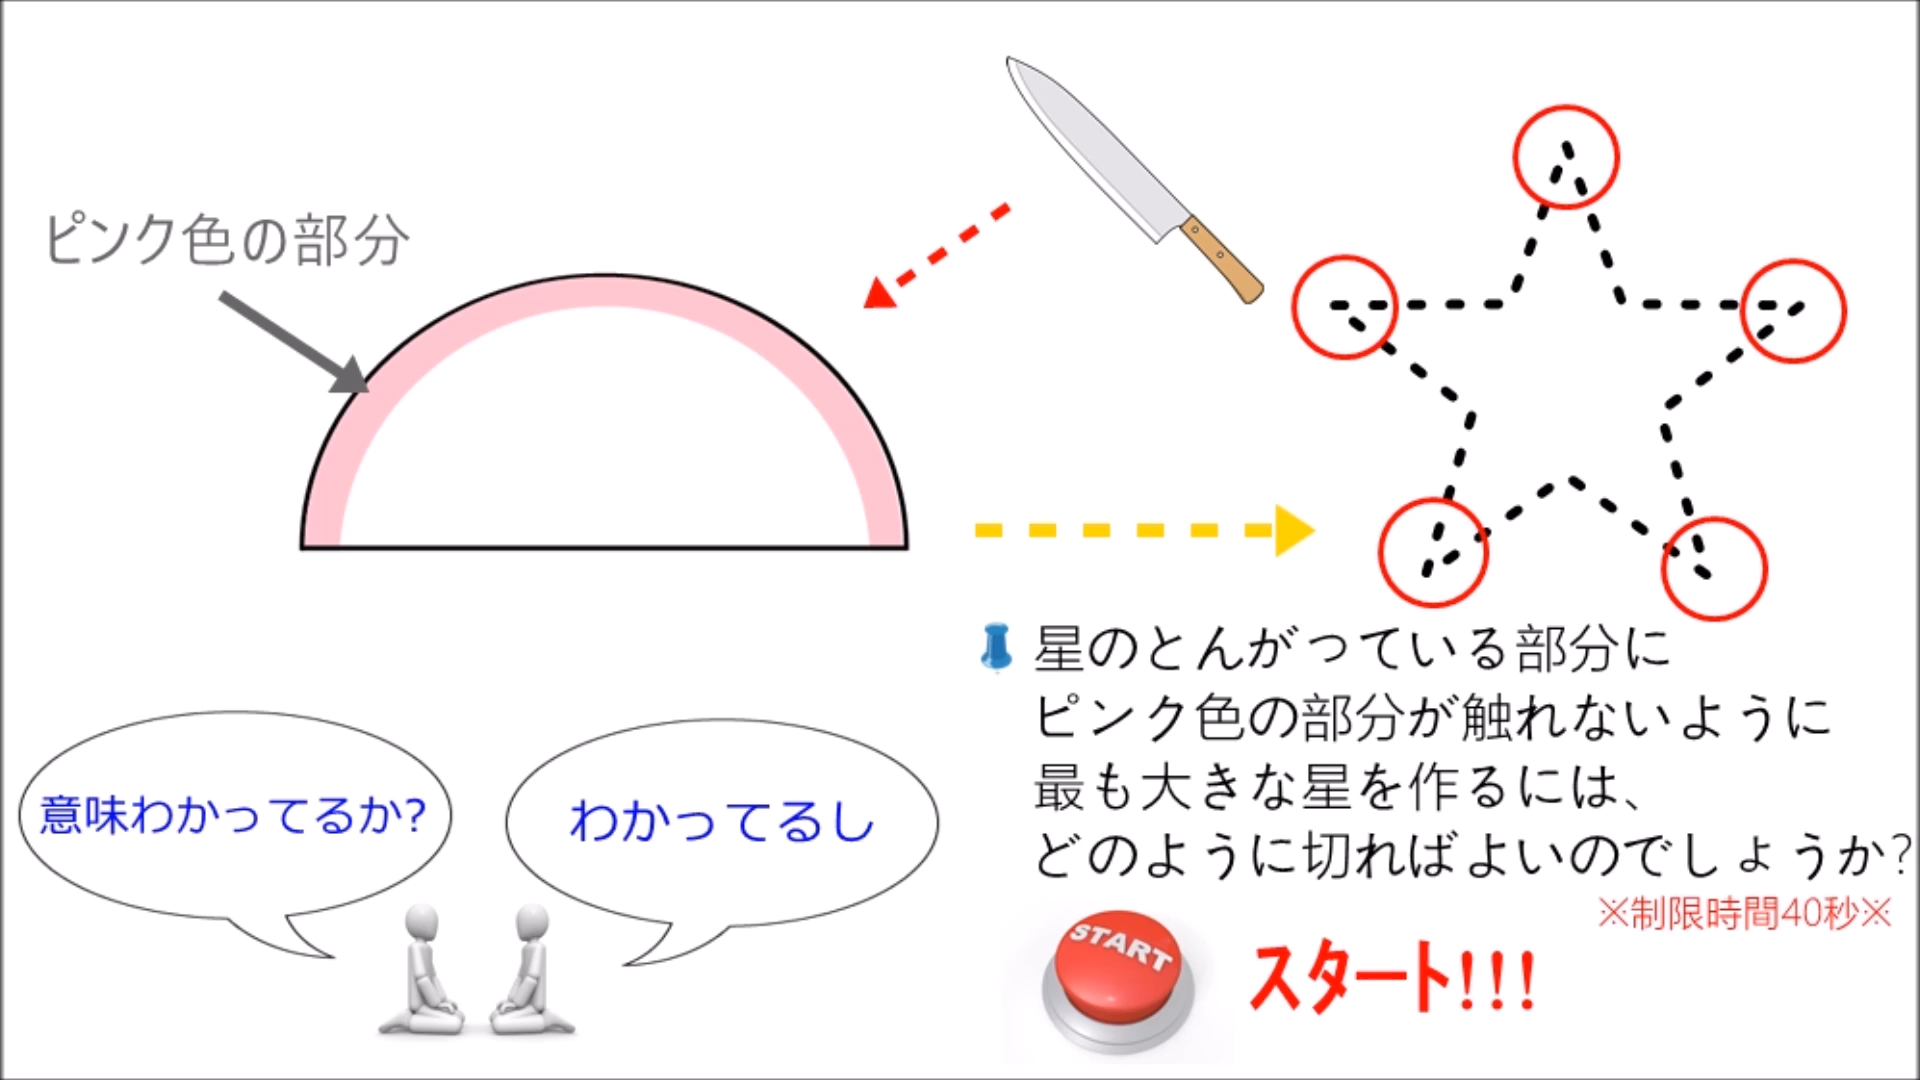 ピンク色の部分
星のとんがっている部分に
ピンク色の部分が触れないように
最も大きな星を作るには、
どのように切ればよいのでしょうか?
※制限時間40秒※
意味わかってるか?
わかってるし
START
スタート!!!